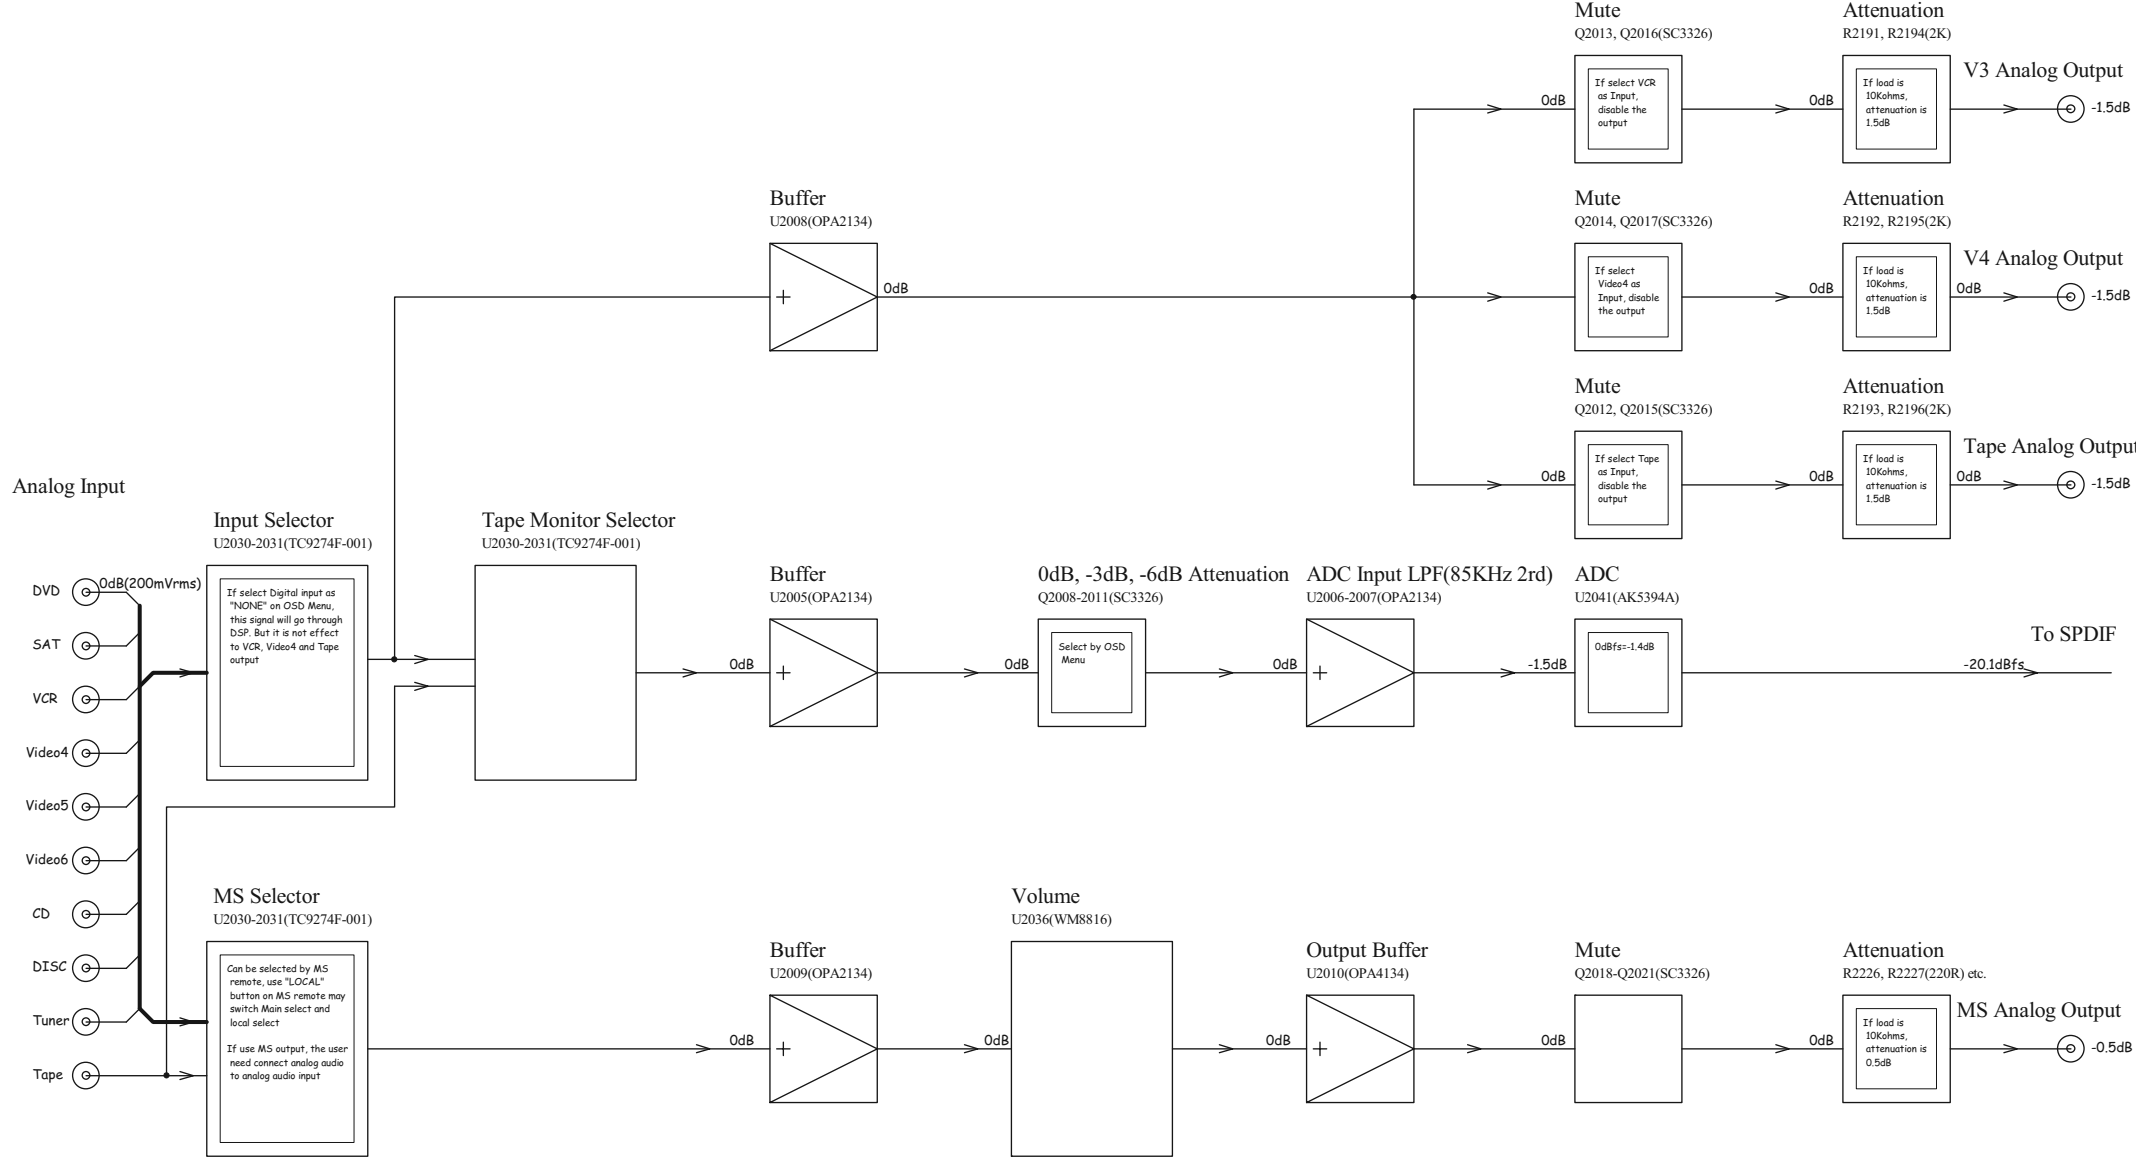 Mute
Q2013, Q2016(SC3326)
0dB
If select VCR
as Input,
disable the
output
Attenuation
R2191, R2194(2K)
0dB
If load is
10Kohms,
attenuation is
1.5dB
V3 Analog Output
-1.5dB
Buffer
U2008(OPA2134)
+
0dB
Mute
Q2014, Q2017(SC3326)
If select
Video4 as
Input, disable
the output
Attenuation
R2192, R2195(2K)
0dB
If load is
10Kohms,
attenuation is
1.5dB
V4 Analog Output
0dB
-1.5dB
Mute
Q2012, Q2015(SC3326)
0dB
If select Tape
as Input,
disable the
output
Attenuation
R2193, R2196(2K)
0dB
If load is
10Kohms,
attenuation is
1.5dB
Tape Analog Output
0dB
-1.5dB
Analog Input
DVD
0dB(200mVrms)
SAT
VCR
Video4
Video5
Video6
CD
DISC
Tuner
Tape
Input Selector
U2030-2031(TC9274F-001)
If select Digital input as
"NONE" on OSD Menu,
this signal will go through
DSP. But it is not effect
to VCR, Video4 and Tape
output
Tape Monitor Selector
U2030-2031(TC9274F-001)
Buffer
U2005(OPA2134)
0dB
+
0dB, -3dB, -6dB Attenuation
Q2008-2011(SC3326)
0dB
Select by OSD
Menu
ADC Input LPF(85KHz 2rd)
U2006-2007(OPA2134)
0dB
+
ADC
U2041(AK5394A)
-1.5dB
0dBfs=-1.4dB
To SPDIF
-20.1dBfs
MS Selector
U2030-2031(TC9274F-001)
Can be selected by MS
remote, use "LOCAL"
button on MS remote may
switch Main select and
local select
If use MS output, the user
need connect analog audio
to analog audio input
Buffer
U2009(OPA2134)
0dB
+
Volume
U2036(WM8816)
0dB
Output Buffer
U2010(OPA4134)
0dB
+
Mute
Q2018-Q2021(SC3326)
0dB
Attenuation
R2226, R2227(220R) etc.
0dB
If load is
10Kohms,
attenuation is
0.5dB
MS Analog Output
-0.5dB